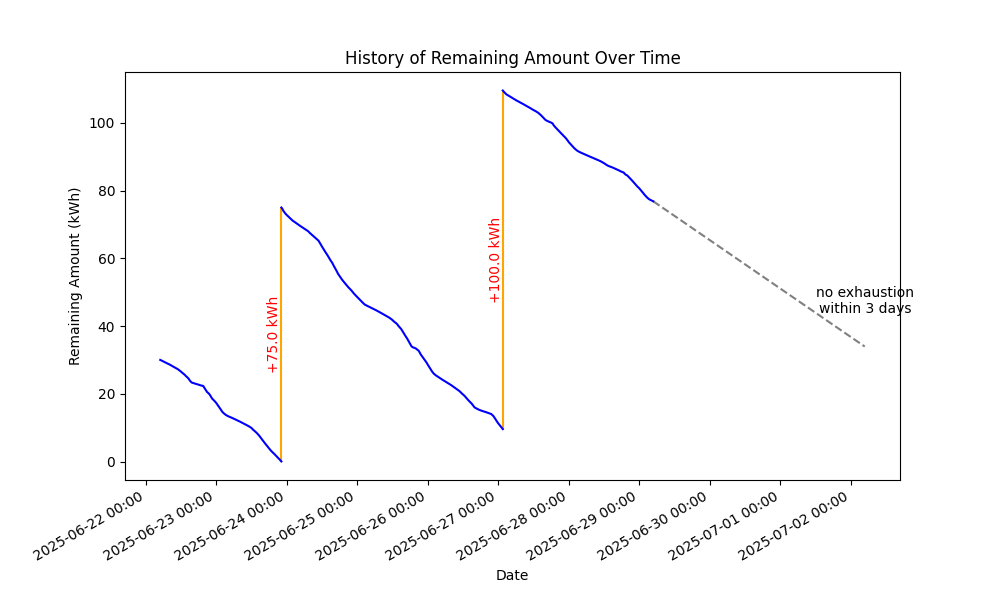 History of Remaining Amount Over Time
Remaining Amount (kWh)
100
80
60
40
20
0
+75.0 kWh
+100.0 kWh
no exhaustion
within 3 days
2025-06-22 00:00
2025-06-23 00:00
2025-06-24 00:00
2025-06-25 00:00
2025-06-26 00:00
2025-06-27 00:00
2025-06-28 00:00
2025-06-29 00:00
2025-06-30 00:00
2025-07-01 00:00
2025-07-02 00:00
Date